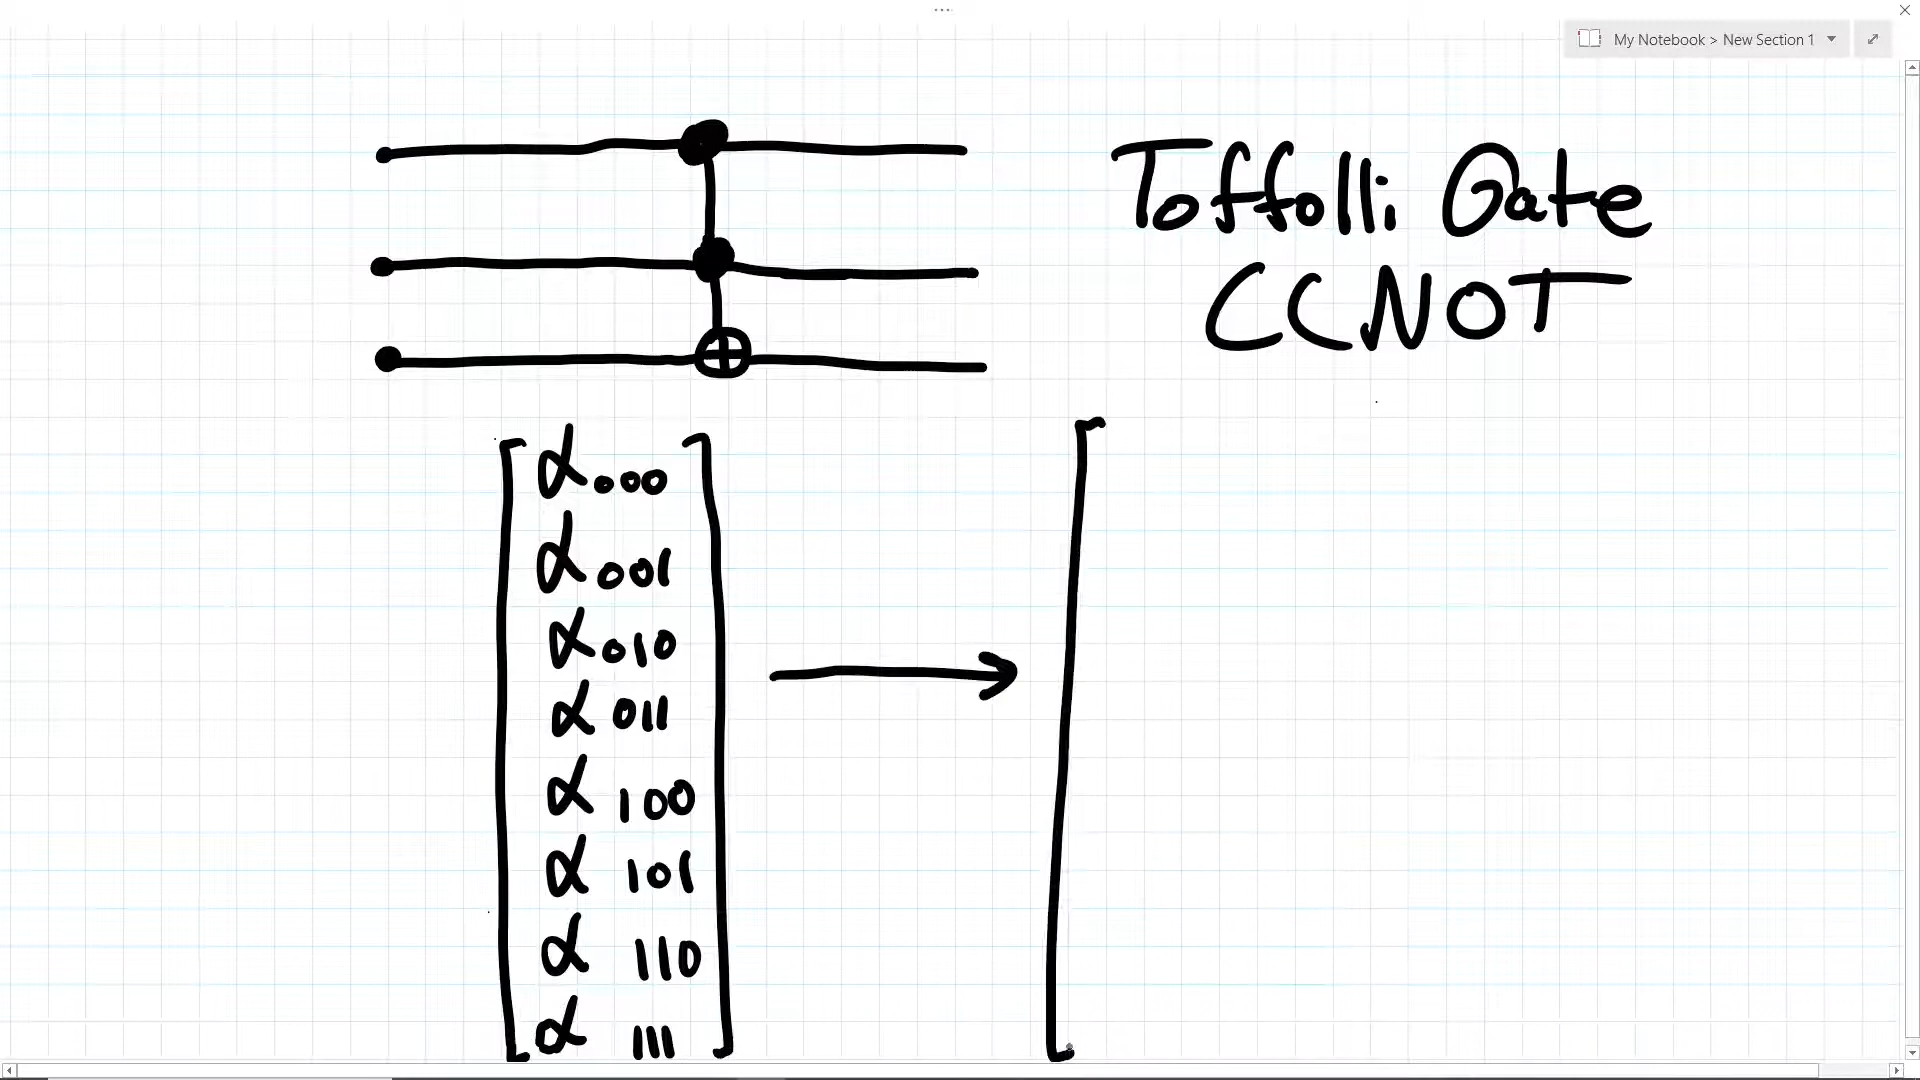 My Notebook > New Section 1
Toffolli Gate
CCNOT
α000
α001
α010
α011
α100
α101
α110
α111